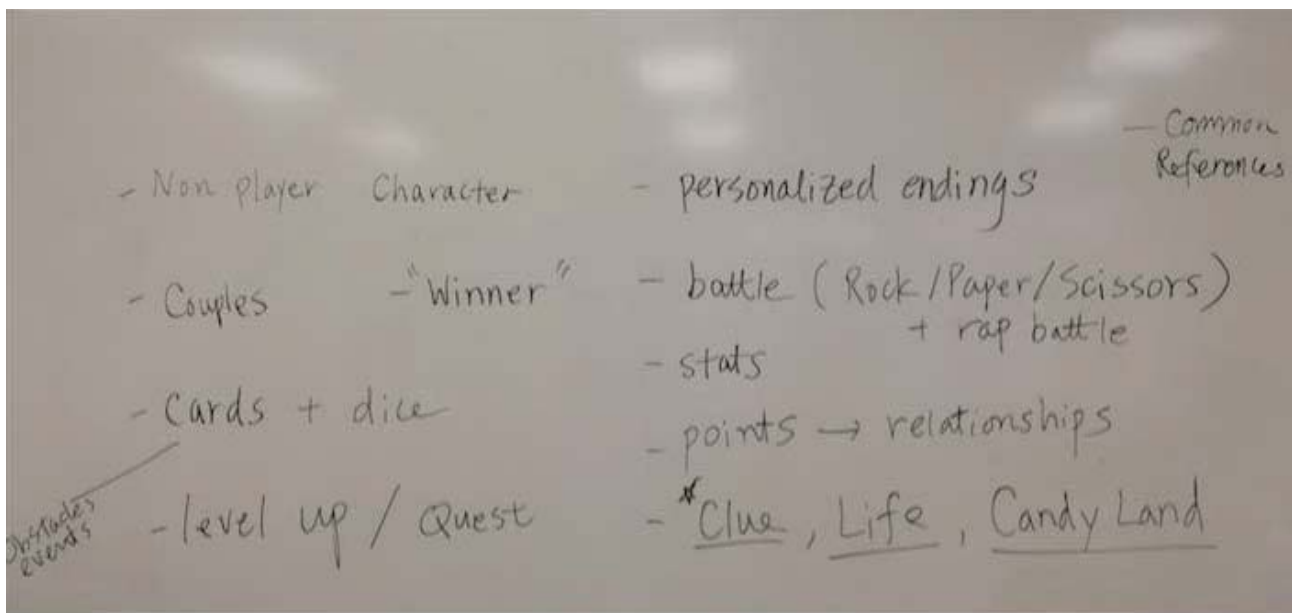 - Non player Character
- Couples - "Winner"
- Cards + dice
Obstacles
events
- level up / Quest
- personalized endings
- battle (Rock/Paper/Scissors)
+ rap battle
- stats
- points → relationships
- *Clue, Life, Candy Land
- Common
References